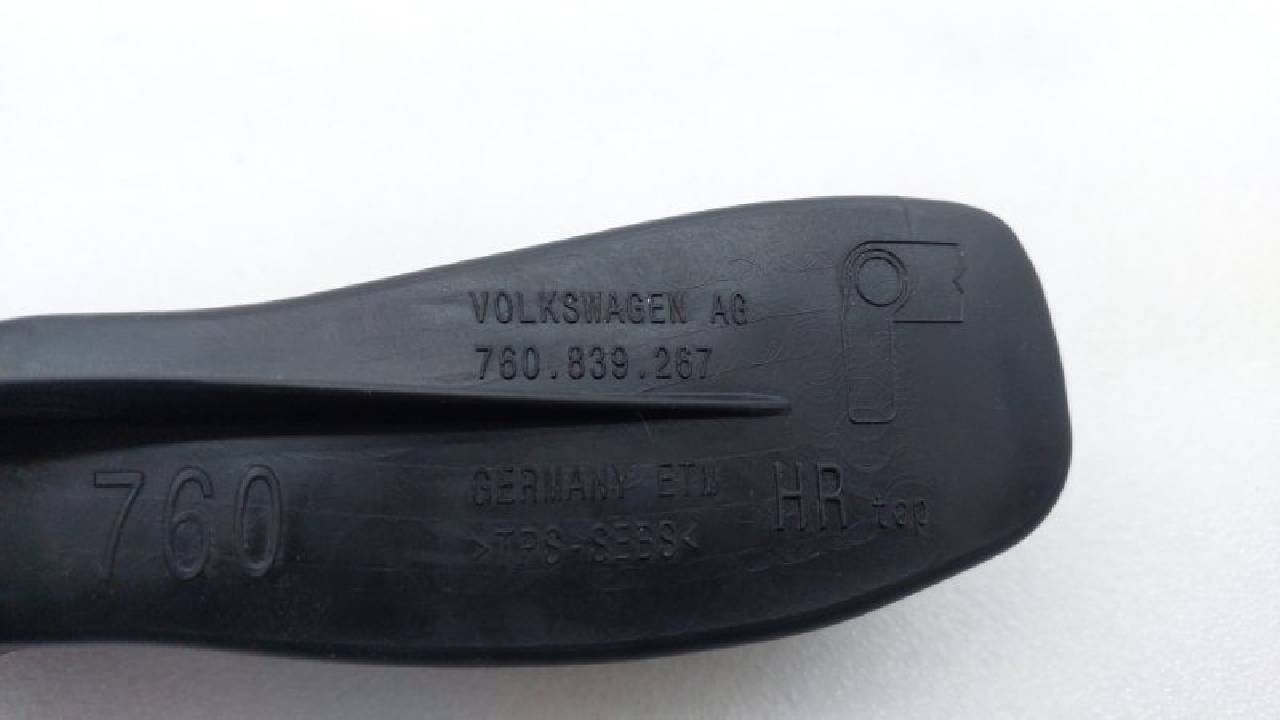 VOLKSWAGEN AG
760.839.267
760
GERMANY ETM
>TPS-SEBS<
HR top